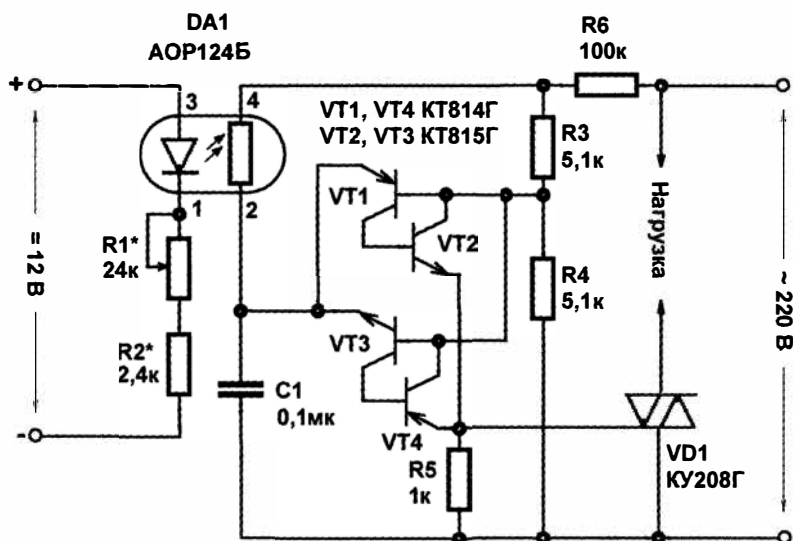 DA1
АОР124Б
R6
100к
+
3
4
VT1, VT4 КТ814Г
VT2, VT3 КТ815Г
R3
5,1к
= 12 В
1
2
VT1
VT2
Нагрузка
~ 220 В
R1*
24к
R4
5,1к
R2*
2,4к
VT3
C1
0,1мк
VT4
R5
1к
VD1
КУ208Г
-